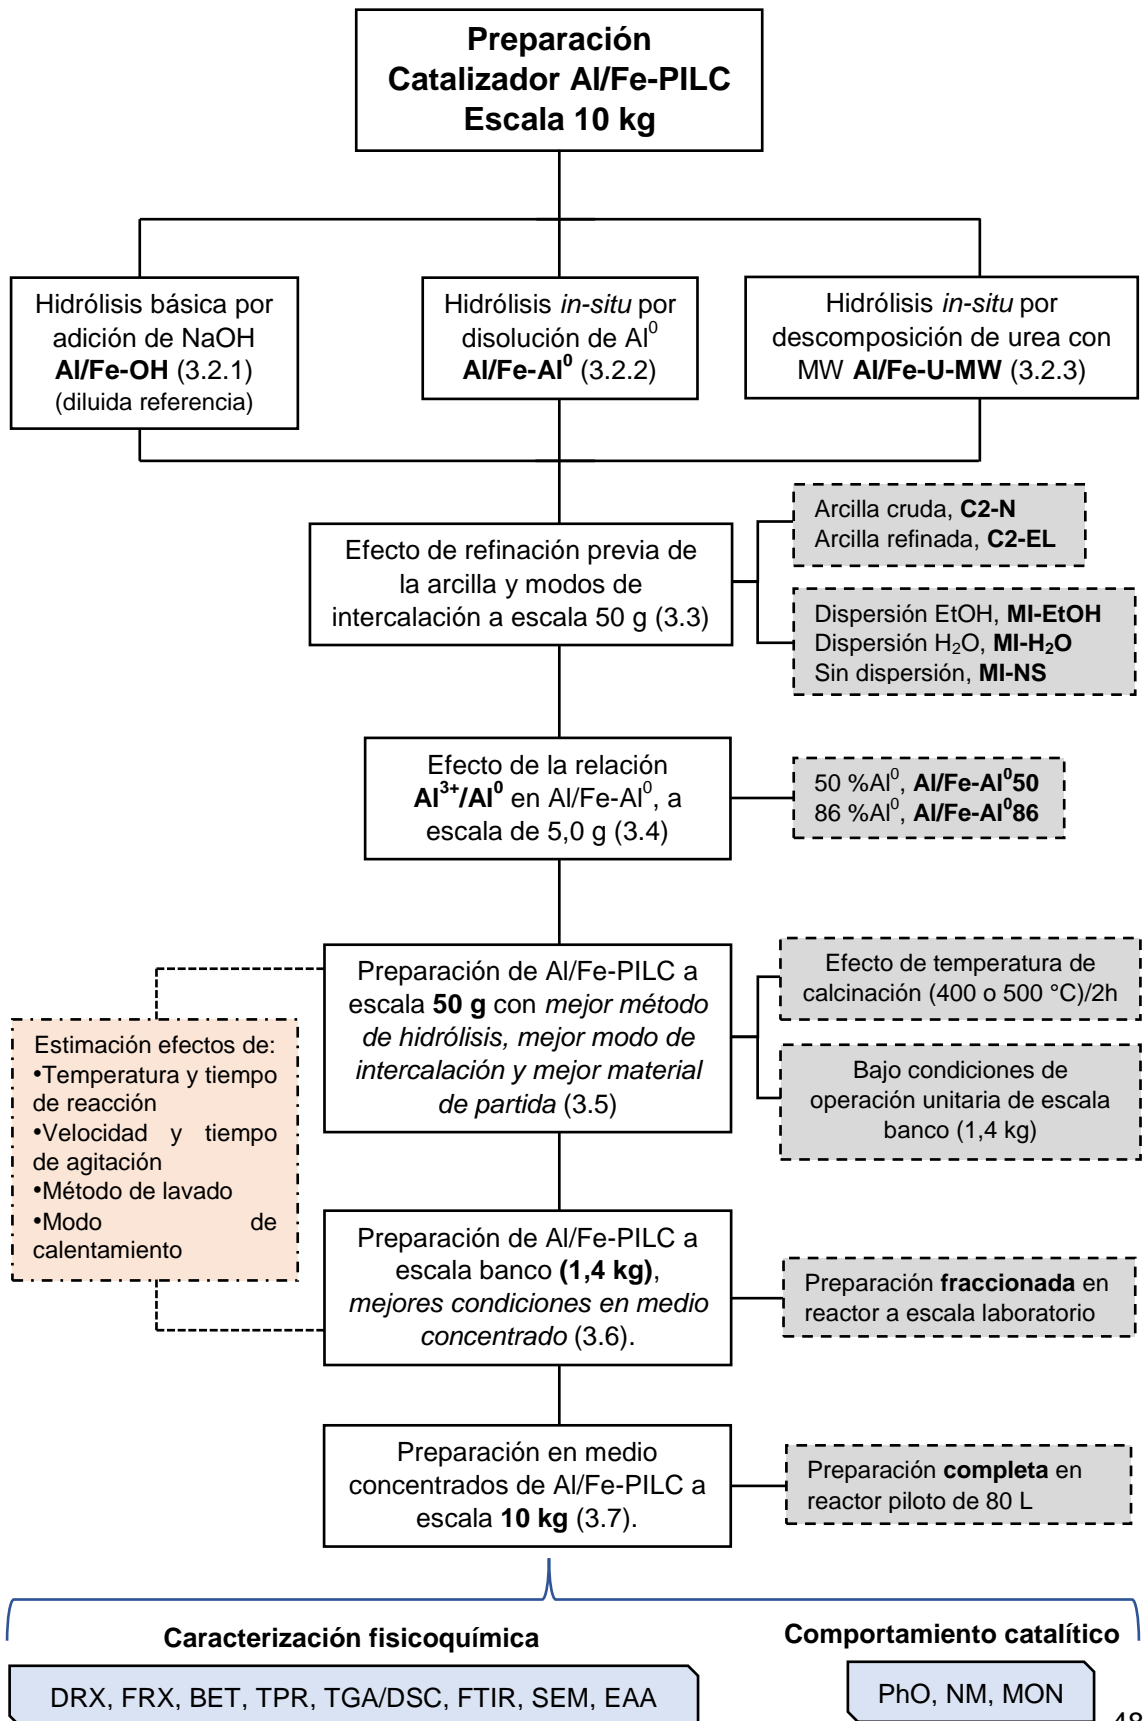 Preparación
Catalizador Al/Fe-PILC
Escala 10 kg
Hidrólisis básica por
adición de NaOH
Al/Fe-OH (3.2.1)
(diluida referencia)
Hidrólisis in-situ por
disolución de Al⁰
Al/Fe-Al⁰ (3.2.2)
Hidrólisis in-situ por
descomposición de urea con
MW Al/Fe-U-MW (3.2.3)
Efecto de refinación previa de
la arcilla y modos de
intercalación a escala 50 g (3.3)
Arcilla cruda, C2-N
Arcilla refinada, C2-EL
Dispersión EtOH, MI-EtOH
Dispersión H₂O, MI-H₂O
Sin dispersión, MI-NS
Efecto de la relación
Al³⁺/Al⁰ en Al/Fe-Al⁰, a
escala de 5,0 g (3.4)
50 %Al⁰, Al/Fe-Al⁰50
86 %Al⁰, Al/Fe-Al⁰86
Preparación de Al/Fe-PILC a
escala 50 g con mejor método
de hidrólisis, mejor modo de
intercalación y mejor material
de partida (3.5)
Efecto de temperatura de
calcinación (400 o 500 °C)/2h
Bajo condiciones de
operación unitaria de escala
banco (1,4 kg)
Estimación efectos de:
•Temperatura y tiempo
de reacción
•Velocidad y tiempo
de agitación
•Método de lavado
•Modo de
calentamiento
Preparación de Al/Fe-PILC a
escala banco (1,4 kg),
mejores condiciones en medio
concentrado (3.6).
Preparación fraccionada en
reactor a escala laboratorio
Preparación en medio
concentrados de Al/Fe-PILC a
escala 10 kg (3.7).
Preparación completa en
reactor piloto de 80 L
Caracterización fisicoquímica
Comportamiento catalítico
DRX, FRX, BET, TPR, TGA/DSC, FTIR, SEM, EAA
PhO, NM, MON
48